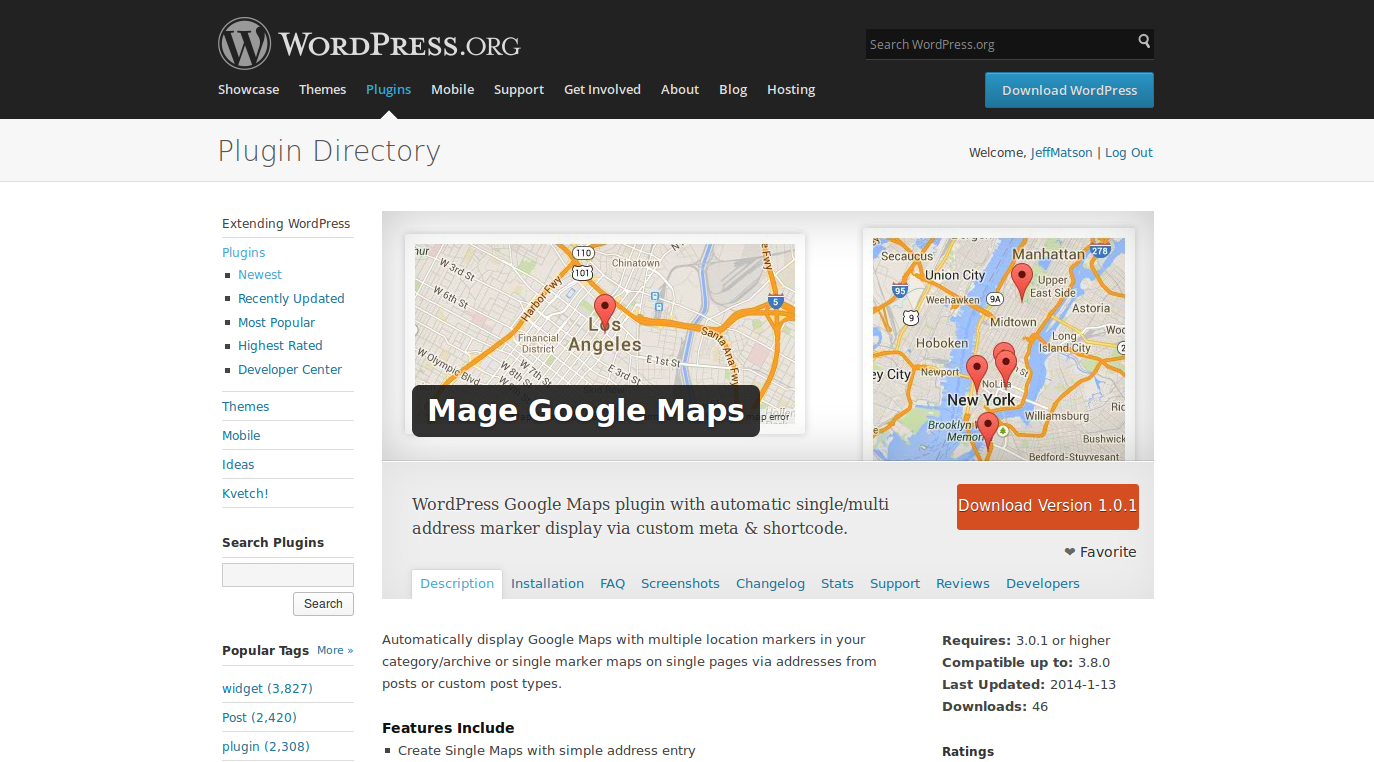 WORDPRESS.ORG
Search WordPress.org
Showcase Themes Plugins Mobile Support Get Involved About Blog Hosting
Download WordPress
Plugin Directory
Welcome, JeffMatson | Log Out
Extending WordPress
Plugins
Newest
Recently Updated
Most Popular
Highest Rated
Developer Center
Themes
Mobile
Ideas
Kvetch!
Search Plugins
Search
Popular Tags More »
widget (3,827)
Post (2,420)
plugin (2,308)
110
101
Chinatown
W 3rd St
W 6th St
Harbor Fwy
5
Los
Angeles
Financial
District
Santa Ana Fwy
E 1st St
E 3rd St
W Olympic Blvd
W 8th St
W 7th St
Mage Google Maps
Secaucus
Manhattan
278
Union City
Upper
East Side
95
Weehawken
9A
Astoria
9
Midtown
Hoboken
Long
Island City
Newport
NoLita
New York
Williamsburg
Brooklyn
Bushwick
Bedford-Stuyvesant
WordPress Google Maps plugin with automatic single/multi
address marker display via custom meta & shortcode.
Download Version 1.0.1
❤ Favorite
Description Installation FAQ Screenshots Changelog Stats Support Reviews Developers
Automatically display Google Maps with multiple location markers in your
category/archive or single marker maps on single pages via addresses from
posts or custom post types.
Features Include
Create Single Maps with simple address entry
Requires: 3.0.1 or higher
Compatible up to: 3.8.0
Last Updated: 2014-1-13
Downloads: 46
Ratings